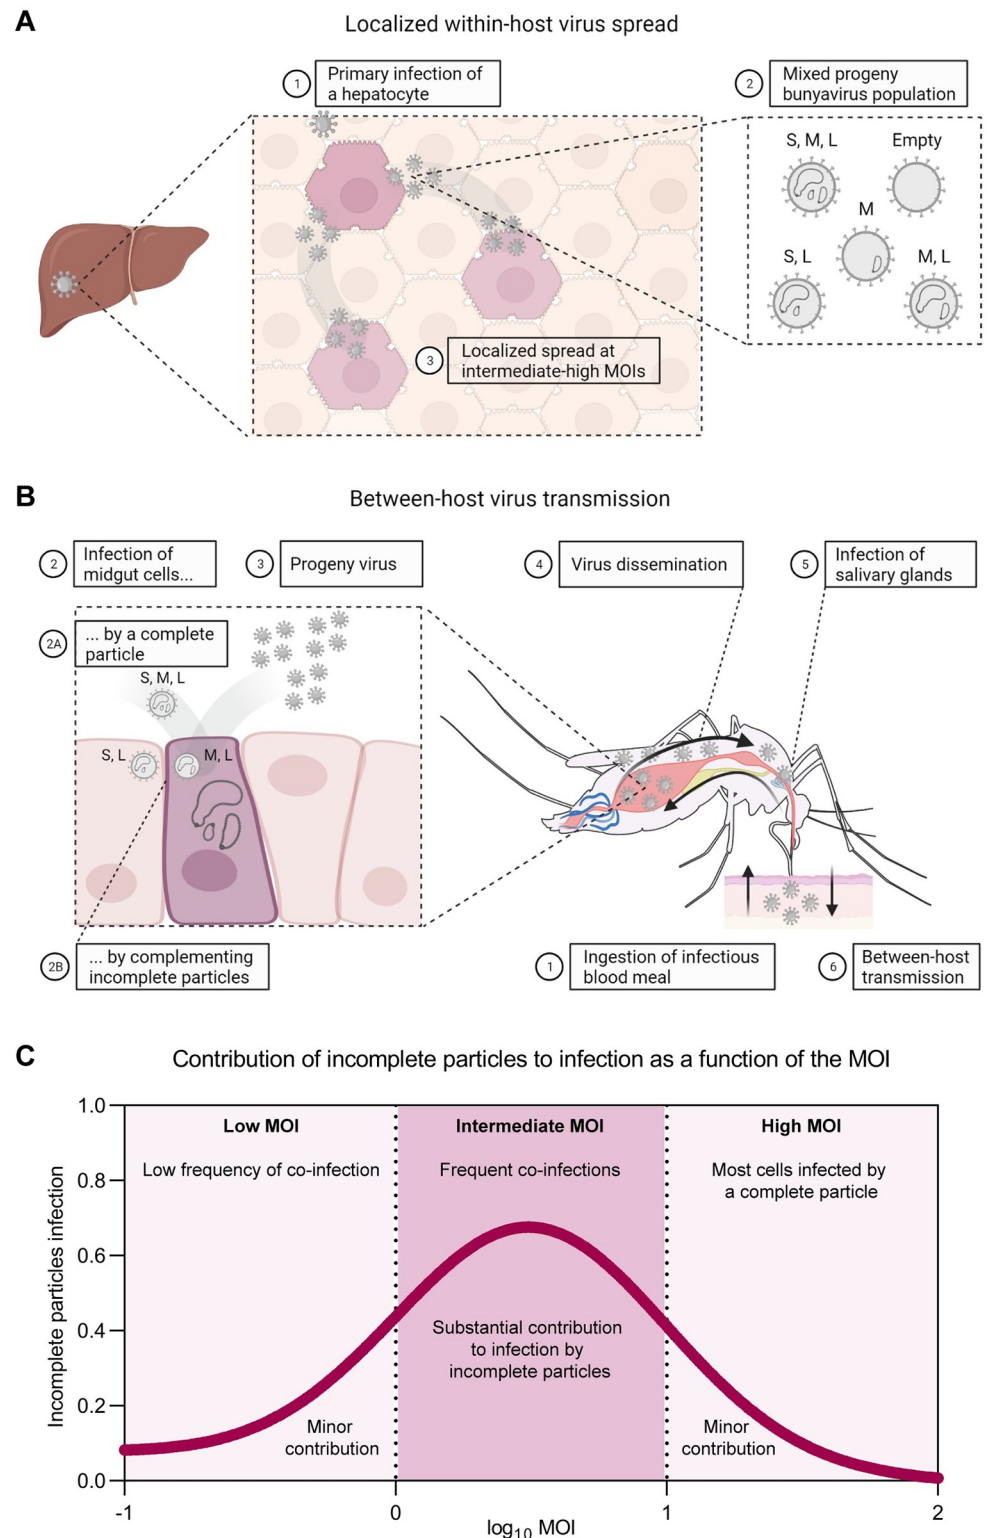 A
Localized within-host virus spread
1
Primary infection of
a hepatocyte
2
Mixed progeny
bunyavirus population
S, M, L
Empty
M
S, L
M, L
3
Localized spread at
intermediate-high MOIs
B
Between-host virus transmission
2
Infection of
midgut cells...
3
Progeny virus
4
Virus dissemination
5
Infection of
salivary glands
2A
... by a complete
particle
S, M, L
S, L
M, L
2B
... by complementing
incomplete particles
1
Ingestion of infectious
blood meal
6
Between-host
transmission
C
Contribution of incomplete particles to infection as a function of the MOI
Incomplete particles infection
1.0
0.8
0.6
0.4
0.2
0.0
Low MOI
Low frequency of co-infection
Minor
contribution
Intermediate MOI
Frequent co-infections
Substantial contribution
to infection by
incomplete particles
High MOI
Most cells infected by
a complete particle
Minor
contribution
-1
0
1
2
log10 MOI